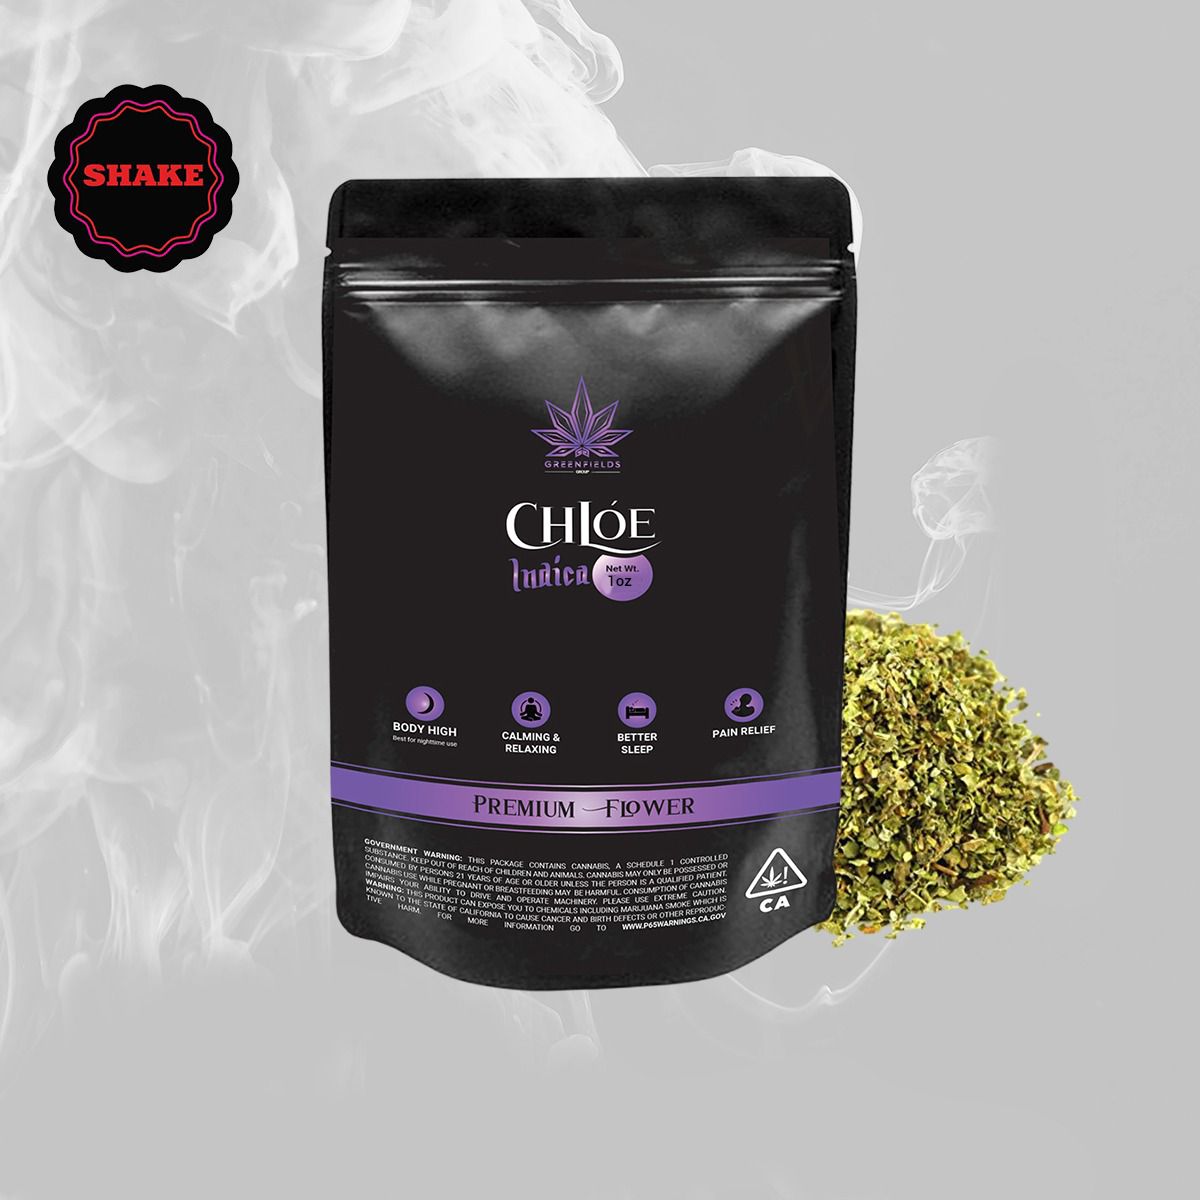 SHAKE
GREENFIELDS
GROUP
CHLÓE
Indica
Net Wt.
1oz
BODY HIGH
Best for nighttime use
CALMING &
RELAXING
BETTER
SLEEP
PAIN RELIEF
PREMIUM FLOWER
GOVERNMENT WARNING: THIS PACKAGE CONTAINS CANNABIS, A SCHEDULE 1 CONTROLLED
SUBSTANCE. KEEP OUT OF REACH OF CHILDREN AND ANIMALS. CANNABIS MAY ONLY BE POSSESSED OR
CONSUMED BY PERSONS 21 YEARS OF AGE OR OLDER UNLESS THE PERSON IS A QUALIFIED PATIENT.
CANNABIS USE WHILE PREGNANT OR BREASTFEEDING MAY BE HARMFUL. CONSUMPTION OF CANNABIS
IMPAIRS YOUR ABILITY TO DRIVE AND OPERATE MACHINERY. PLEASE USE EXTREME CAUTION.
WARNING: THIS PRODUCT CAN EXPOSE YOU TO CHEMICALS INCLUDING MARIJUANA SMOKE WHICH IS
KNOWN TO THE STATE OF CALIFORNIA TO CAUSE CANCER AND BIRTH DEFECTS OR OTHER REPRODUC-
TIVE HARM. FOR MORE INFORMATION GO TO WWW.P65WARNINGS.CA.GOV
!
CA